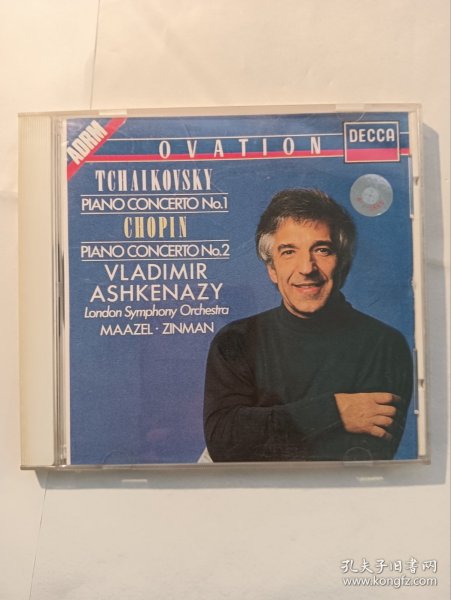 ADRM
OVATION
DECCA
TCHAIKOVSKY
PIANO CONCERTO No.1
CHOPIN
PIANO CONCERTO No.2
VLADIMIR
ASHKENAZY
London Symphony Orchestra
MAAZEL · ZINMAN
孔夫子旧书网
www.kongfz.com